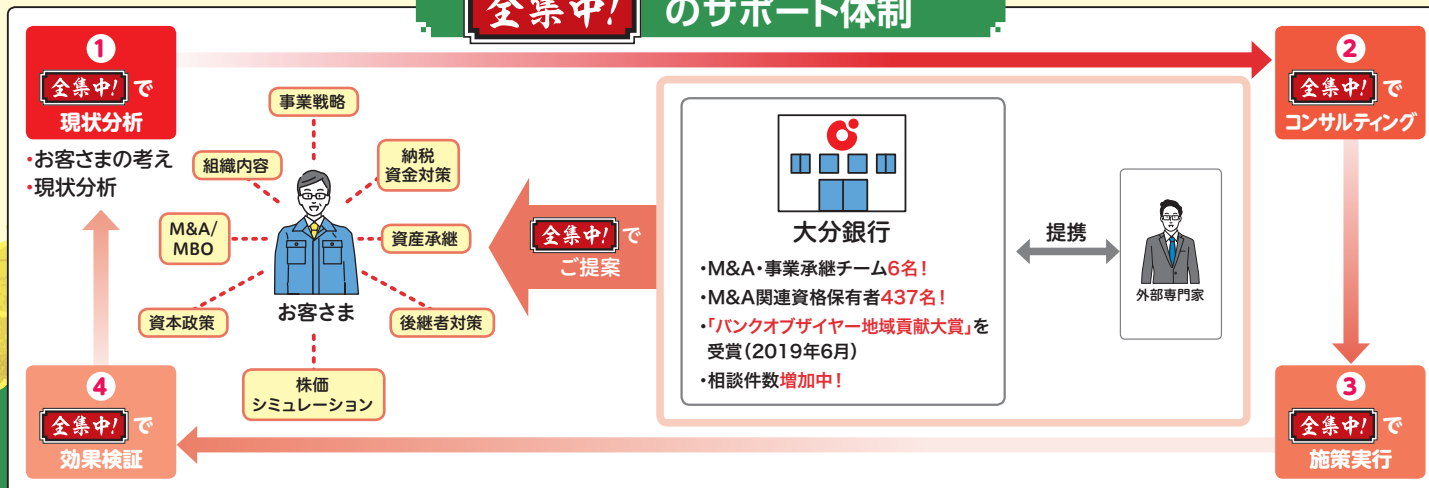 全集中! のサポート体制
1
全集中! で
現状分析
・お客さまの考え
・現状分析
事業戦略
組織内容
納税
資金対策
M&A/
MBO
資産承継
資本政策
お客さま
後継者対策
株価
シミュレーション
全集中! で
ご提案
大分銀行
・M&A・事業承継チーム6名!
・M&A関連資格保有者437名!
・「バンクオブザイヤー地域貢献大賞」を
受賞(2019年6月)
・相談件数増加中!
提携
外部専門家
2
全集中! で
コンサルティング
3
全集中! で
施策実行
4
全集中! で
効果検証